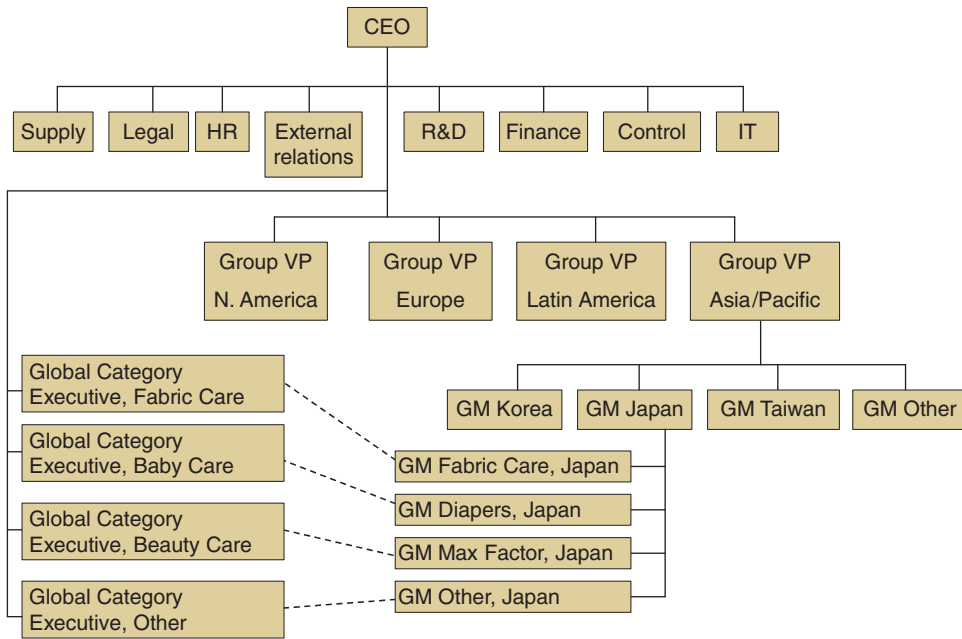 CEO
Supply
Legal
HR
External
relations
R&D
Finance
Control
IT
Group VP
N. America
Group VP
Europe
Group VP
Latin America
Group VP
Asia/Pacific
Global Category
Executive, Fabric Care
Global Category
Executive, Baby Care
Global Category
Executive, Beauty Care
Global Category
Executive, Other
GM Korea
GM Japan
GM Taiwan
GM Other
GM Fabric Care, Japan
GM Diapers, Japan
GM Max Factor, Japan
GM Other, Japan